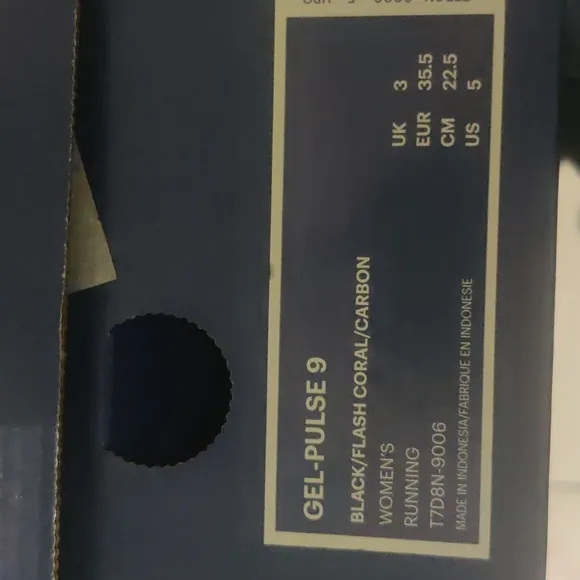 GEL-PULSE 9
BLACK/FLASH CORAL/CARBON
WOMEN'S
RUNNING
T7D8N-9006
MADE IN INDONESIA/FABRIQUE EN INDONESIE
UK 3
EUR 35.5
CM 22.5
US 5